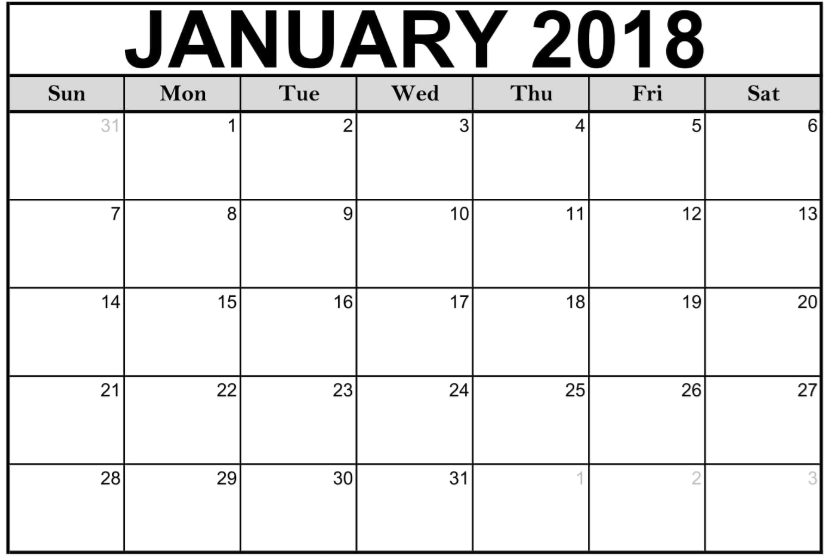 JANUARY 2018
Sun Mon Tue Wed Thu Fri Sat
31 1 2 3 4 5 6
7 8 9 10 11 12 13
14 15 16 17 18 19 20
21 22 23 24 25 26 27
28 29 30 31 1 2 3